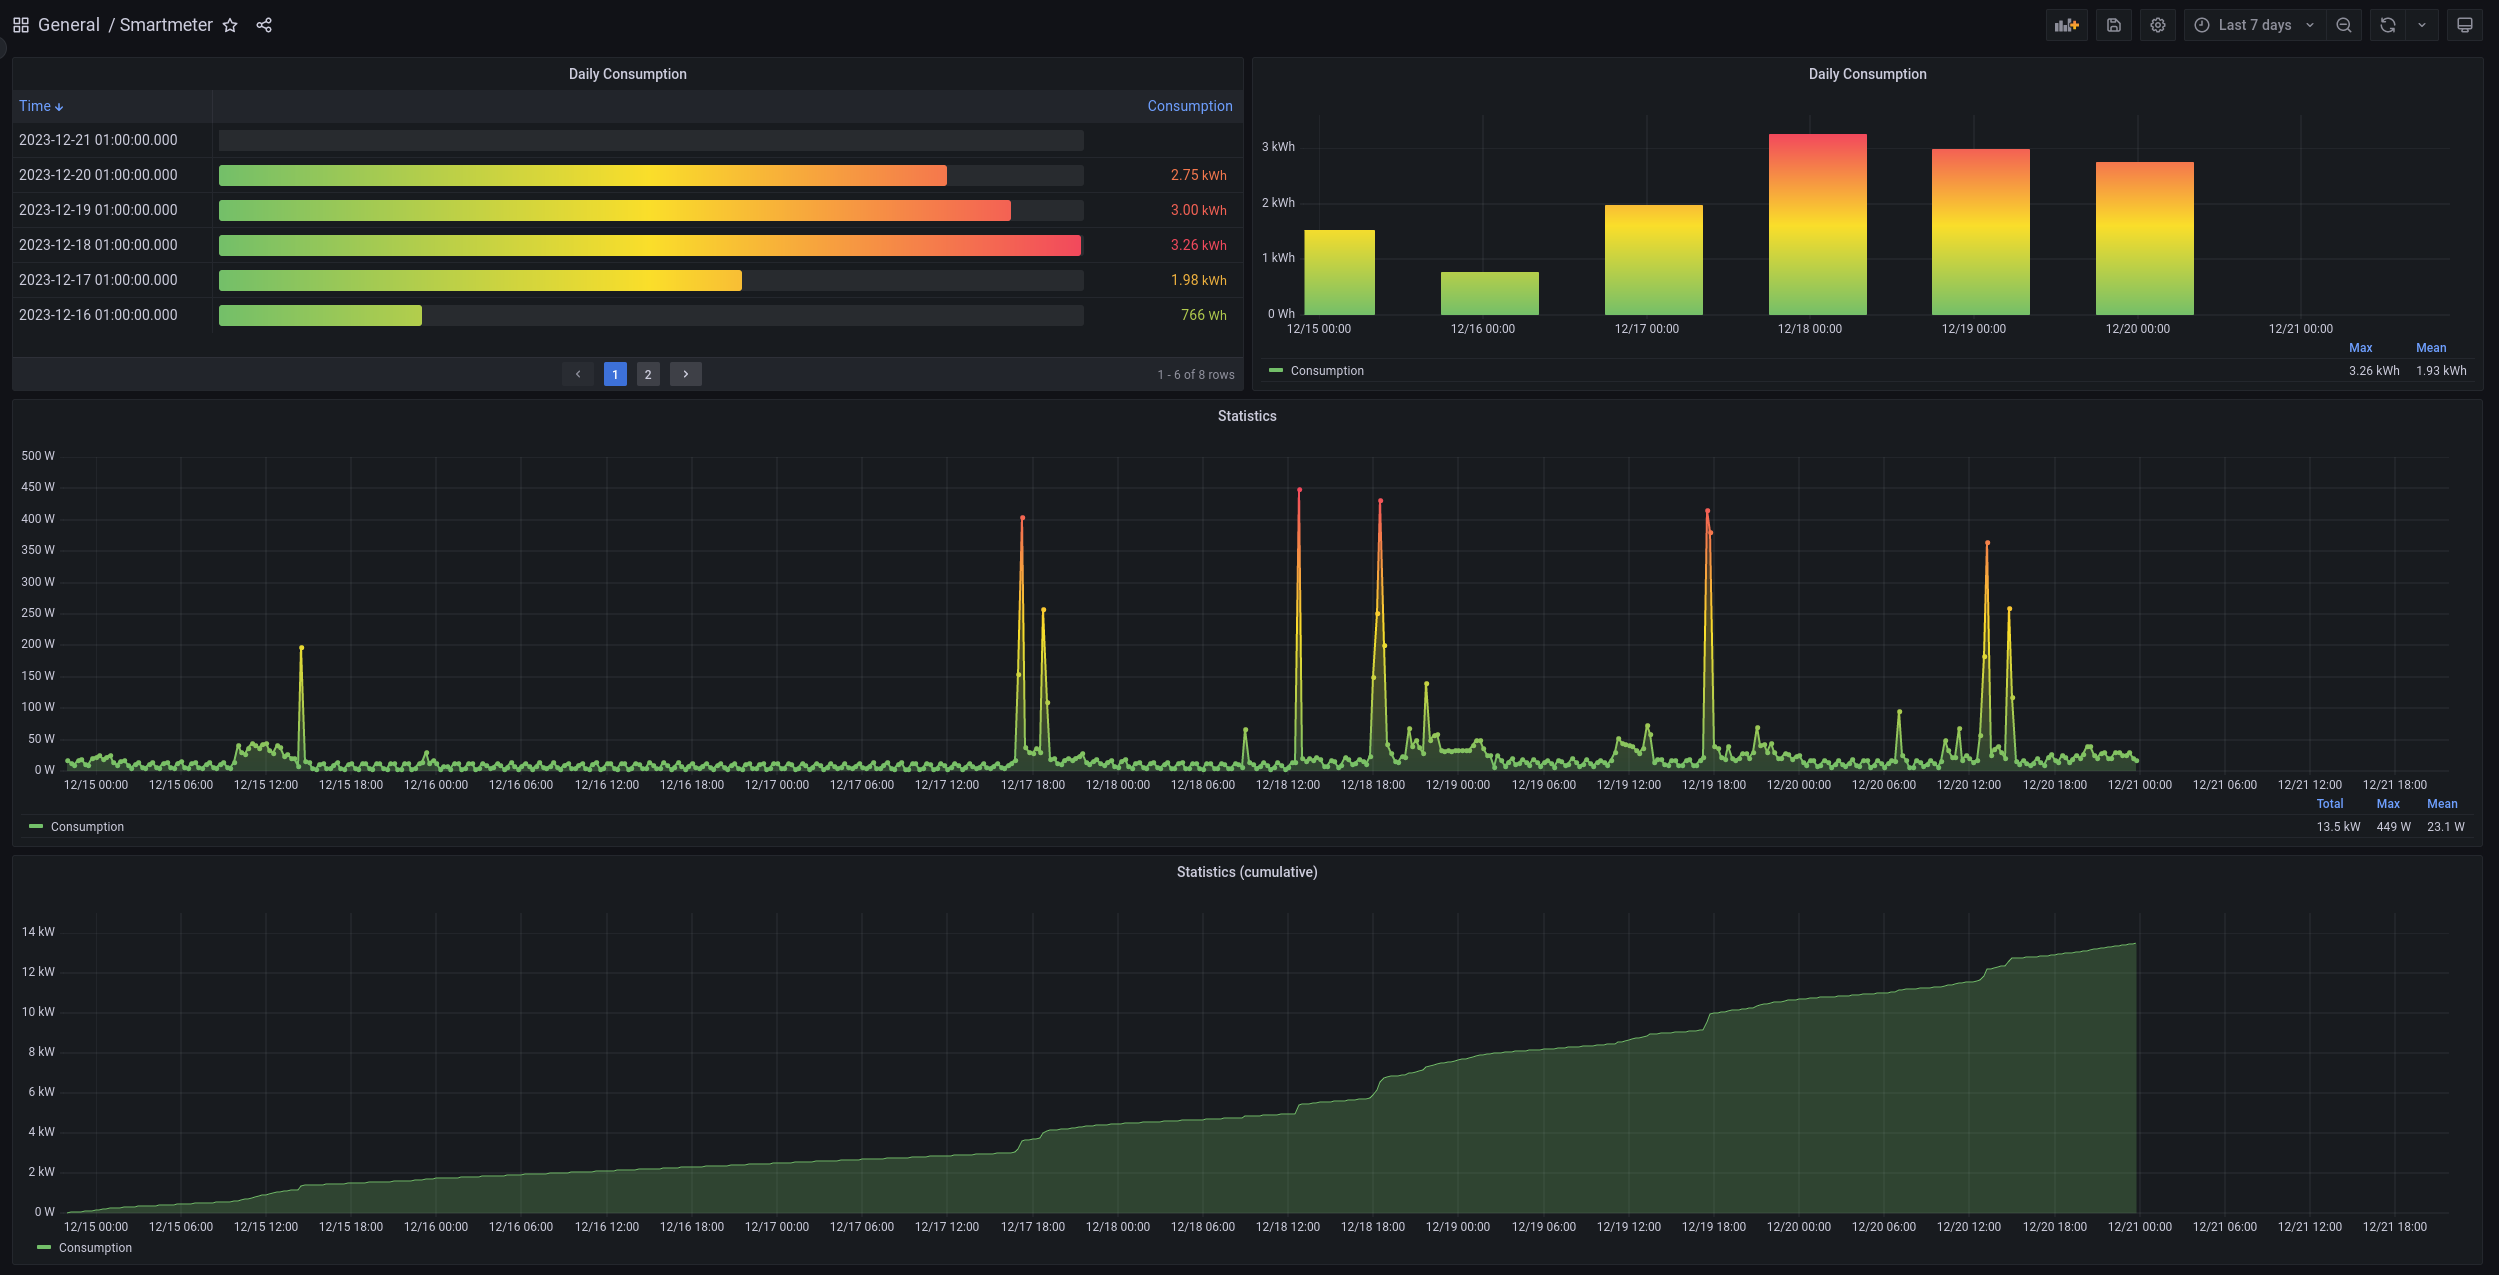 General / Smartmeter
Last 7 days
Daily Consumption
Time Consumption
2023-12-21 01:00:00.000
2023-12-20 01:00:00.000 2.75 kWh
2023-12-19 01:00:00.000 3.00 kWh
2023-12-18 01:00:00.000 3.26 kWh
2023-12-17 01:00:00.000 1.98 kWh
2023-12-16 01:00:00.000 766 Wh
1 2
1 - 6 of 8 rows
Daily Consumption
3 kWh
2 kWh
1 kWh
0 Wh
12/15 00:00 12/16 00:00 12/17 00:00 12/18 00:00 12/19 00:00 12/20 00:00 12/21 00:00
Max Mean
Consumption 3.26 kWh 1.93 kWh
Statistics
500 W
450 W
400 W
350 W
300 W
250 W
200 W
150 W
100 W
50 W
0 W
12/15 00:00 12/15 06:00 12/15 12:00 12/15 18:00 12/16 00:00 12/16 06:00 12/16 12:00 12/16 18:00 12/17 00:00 12/17 06:00 12/17 12:00 12/17 18:00 12/18 00:00 12/18 06:00 12/18 12:00 12/18 18:00 12/19 00:00 12/19 06:00 12/19 12:00 12/19 18:00 12/20 00:00 12/20 06:00 12/20 12:00 12/20 18:00 12/21 00:00 12/21 06:00 12/21 12:00 12/21 18:00
Total Max Mean
Consumption 13.5 kW 449 W 23.1 W
Statistics (cumulative)
14 kW
12 kW
10 kW
8 kW
6 kW
4 kW
2 kW
0 W
12/15 00:00 12/15 06:00 12/15 12:00 12/15 18:00 12/16 00:00 12/16 06:00 12/16 12:00 12/16 18:00 12/17 00:00 12/17 06:00 12/17 12:00 12/17 18:00 12/18 00:00 12/18 06:00 12/18 12:00 12/18 18:00 12/19 00:00 12/19 06:00 12/19 12:00 12/19 18:00 12/20 00:00 12/20 06:00 12/20 12:00 12/20 18:00 12/21 00:00 12/21 06:00 12/21 12:00 12/21 18:00
Consumption